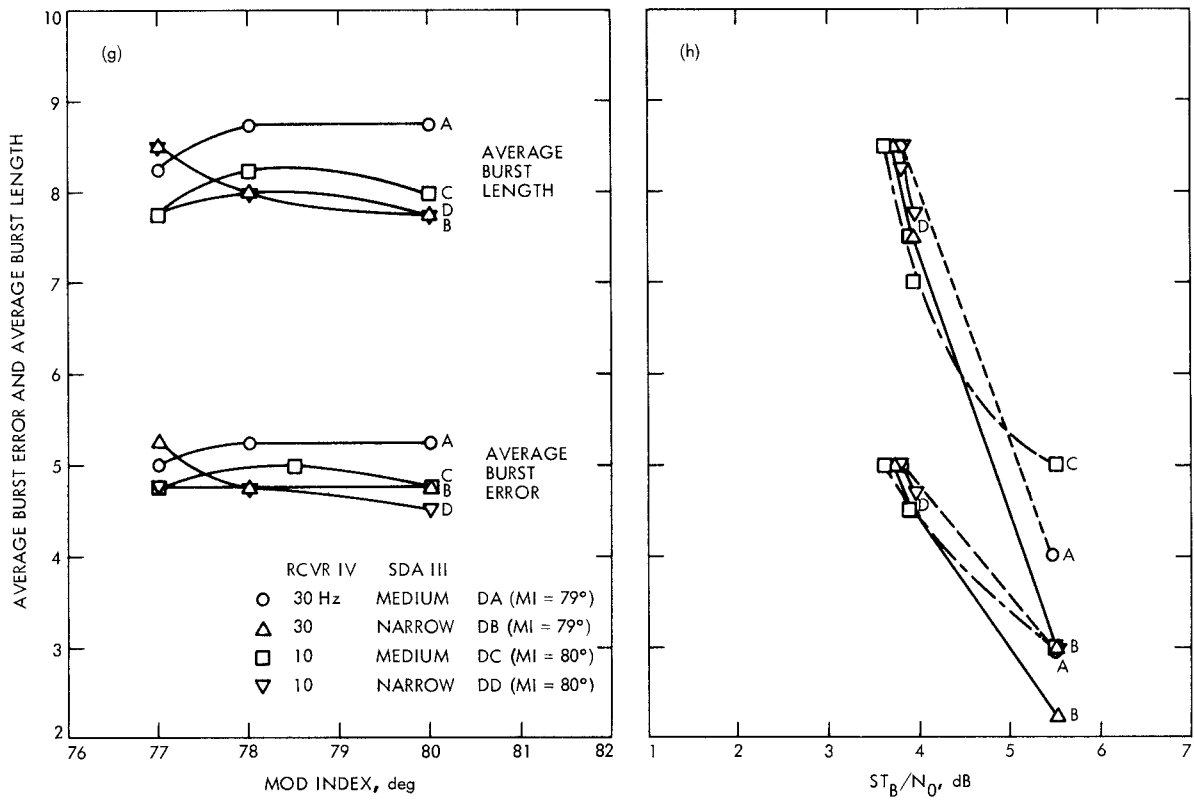 AVERAGE BURST ERROR AND AVERAGE BURST LENGTH
10
9
8
7
6
5
4
3
2
(g)
A
AVERAGE
BURST
LENGTH
C
D
B
A
AVERAGE
BURST
ERROR
C
B
D
RCVR IV SDA III
30 Hz MEDIUM DA (MI = 79°)
30 NARROW DB (MI = 79°)
10 MEDIUM DC (MI = 80°)
10 NARROW DD (MI = 80°)
76 77 78 79 80 81 82
MOD INDEX, deg
(h)
D
C
D
A
B
A
B
1 2 3 4 5 6 7
ST_B/N_0, dB